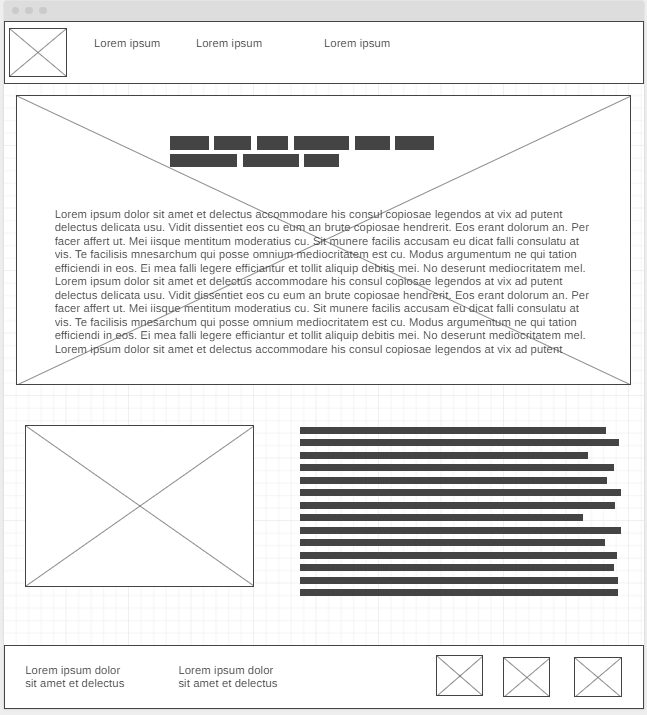 Lorem ipsum
Lorem ipsum
Lorem ipsum
Lorem ipsum dolor sit amet et delectus accommodare his consul copiosae legendos at vix ad putent
delectus delicata usu. Vidit dissentiet eos cu eum an brute copiosae hendrerit. Eos erant dolorum an. Per
facer affert ut. Mei iisque mentitum moderatius cu. Sit munere facilis accusam eu dicat falli consulatu at
vis. Te facilisis mnesarchum qui posse omnium mediocritatem est cu. Modus argumentum ne qui tation
efficiendi in eos. Ei mea falli legere efficiantur et tollit aliquip debitis mei. No deserunt mediocritatem mel.
Lorem ipsum dolor sit amet et delectus accommodare his consul copiosae legendos at vix ad putent
delectus delicata usu. Vidit dissentiet eos cu eum an brute copiosae hendrerit. Eos erant dolorum an. Per
facer affert ut. Mei iisque mentitum moderatius cu. Sit munere facilis accusam eu dicat falli consulatu at
vis. Te facilisis mnesarchum qui posse omnium mediocritatem est cu. Modus argumentum ne qui tation
efficiendi in eos. Ei mea falli legere efficiantur et tollit aliquip debitis mei. No deserunt mediocritatem mel.
Lorem ipsum dolor sit amet et delectus accommodare his consul copiosae legendos at vix ad putent
Lorem ipsum dolor
sit amet et delectus
Lorem ipsum dolor
sit amet et delectus